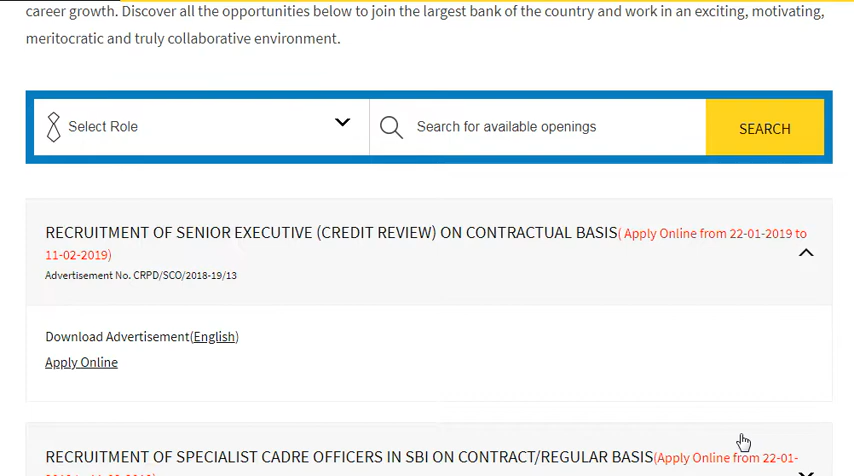 career growth. Discover all the opportunities below to join the largest bank of the country and work in an exciting, motivating,
meritocratic and truly collaborative environment.
Select Role
Search for available openings
SEARCH
RECRUITMENT OF SENIOR EXECUTIVE (CREDIT REVIEW) ON CONTRACTUAL BASIS( Apply Online from 22-01-2019 to
11-02-2019)
Advertisement No. CRPD/SCO/2018-19/13
Download Advertisement(English)
Apply Online
RECRUITMENT OF SPECIALIST CADRE OFFICERS IN SBI ON CONTRACT/REGULAR BASIS(Apply Online from 22-01-